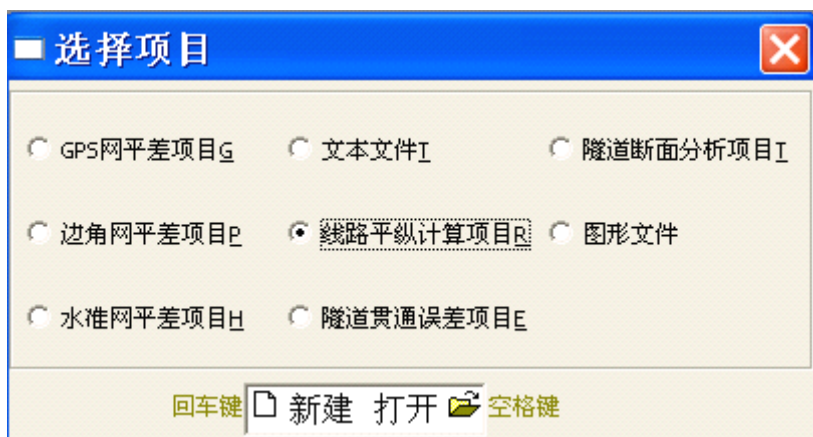 选择项目
GPS网平差项目G 文本文件T 隧道断面分析项目T
边角网平差项目P 线路平纵计算项目R 图形文件
水准网平差项目H 隧道贯通误差项目E
回车键 新建 打开 空格键